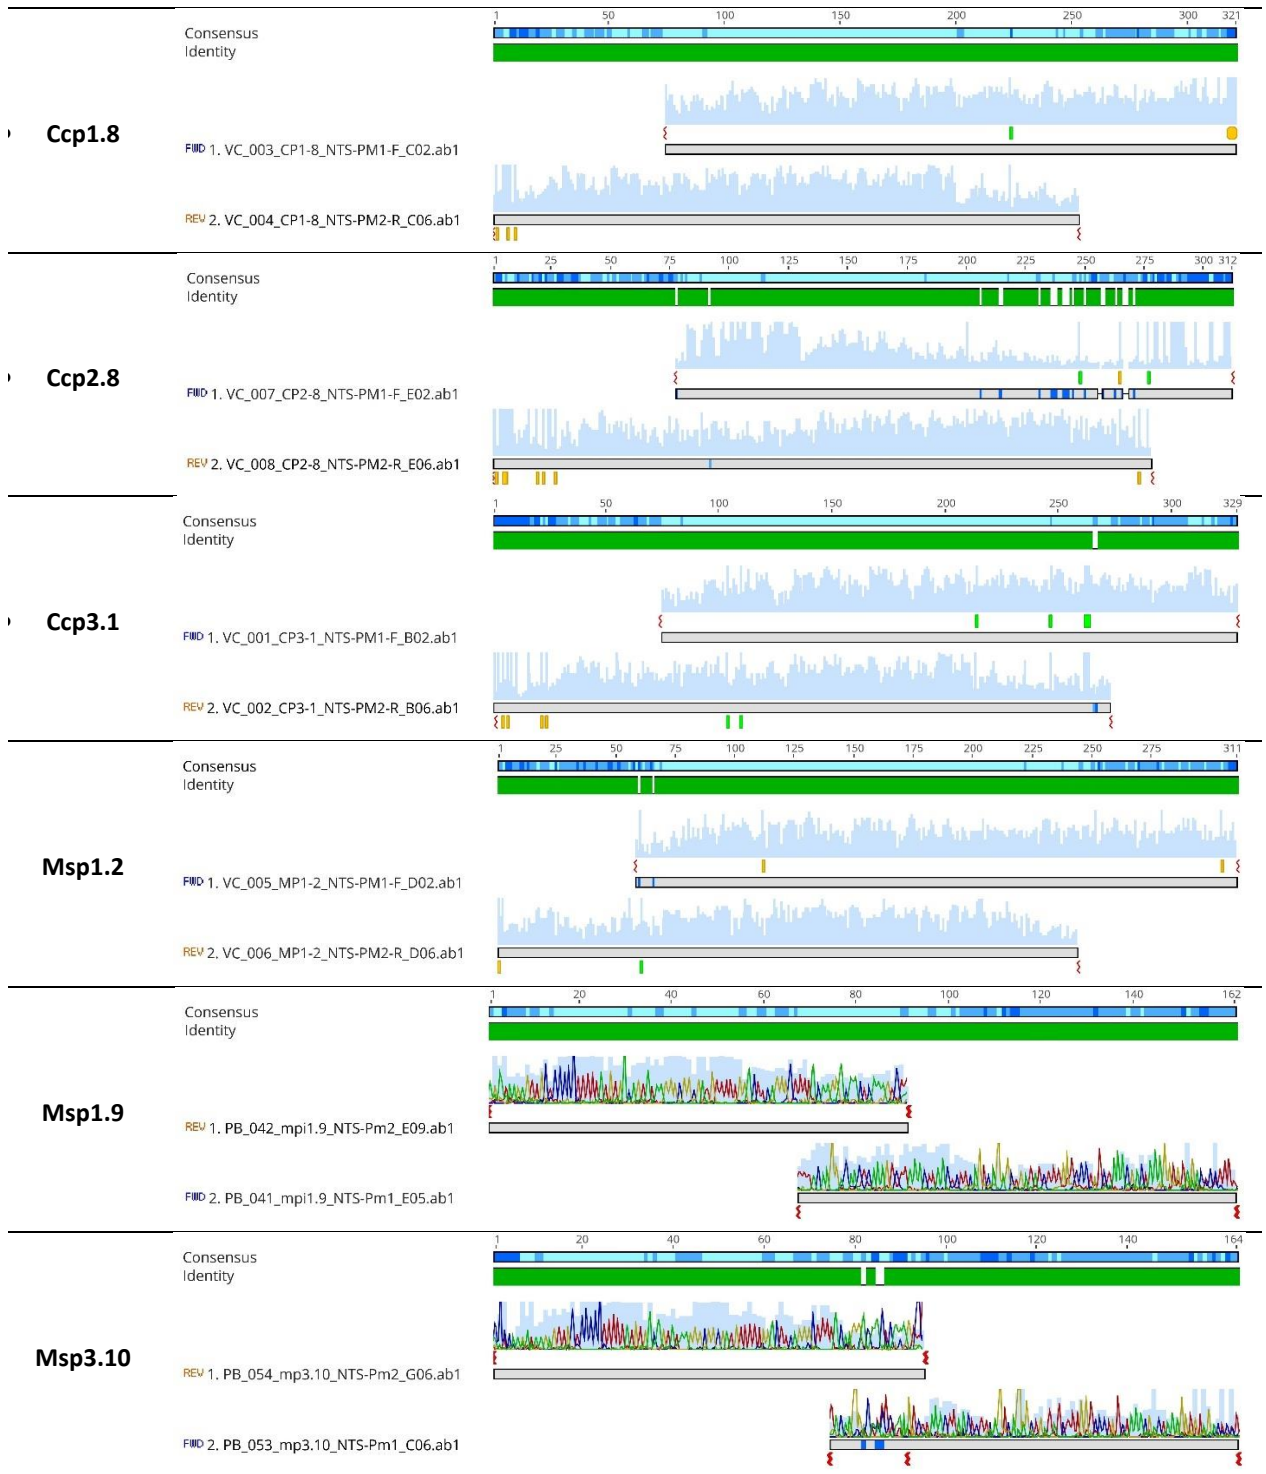 1 50 100 150 200 250 300 321
Consensus
Identity
Ccp1.8
FWD 1. VC_003_CP1-8_NTS-PM1-F_C02.ab1
REV 2. VC_004_CP1-8_NTS-PM2-R_C06.ab1
1 25 50 75 100 125 150 175 200 225 250 275 300 312
Consensus
Identity
Ccp2.8
FWD 1. VC_007_CP2-8_NTS-PM1-F_E02.ab1
REV 2. VC_008_CP2-8_NTS-PM2-R_E06.ab1
1 50 100 150 200 250 300 329
Consensus
Identity
Ccp3.1
FWD 1. VC_001_CP3-1_NTS-PM1-F_B02.ab1
REV 2. VC_002_CP3-1_NTS-PM2-R_B06.ab1
1 25 50 75 100 125 150 175 200 225 250 275 311
Consensus
Identity
Msp1.2
FWD 1. VC_005_MP1-2_NTS-PM1-F_D02.ab1
REV 2. VC_006_MP1-2_NTS-PM2-R_D06.ab1
1 20 40 60 80 100 120 140 162
Consensus
Identity
Msp1.9
REV 1. PB_042_mpi1.9_NTS-Pm2_E09.ab1
FWD 2. PB_041_mpi1.9_NTS-Pm1_E05.ab1
1 20 40 60 80 100 120 140 164
Consensus
Identity
Msp3.10
REV 1. PB_054_mp3.10_NTS-Pm2_G06.ab1
FWD 2. PB_053_mp3.10_NTS-Pm1_C06.ab1